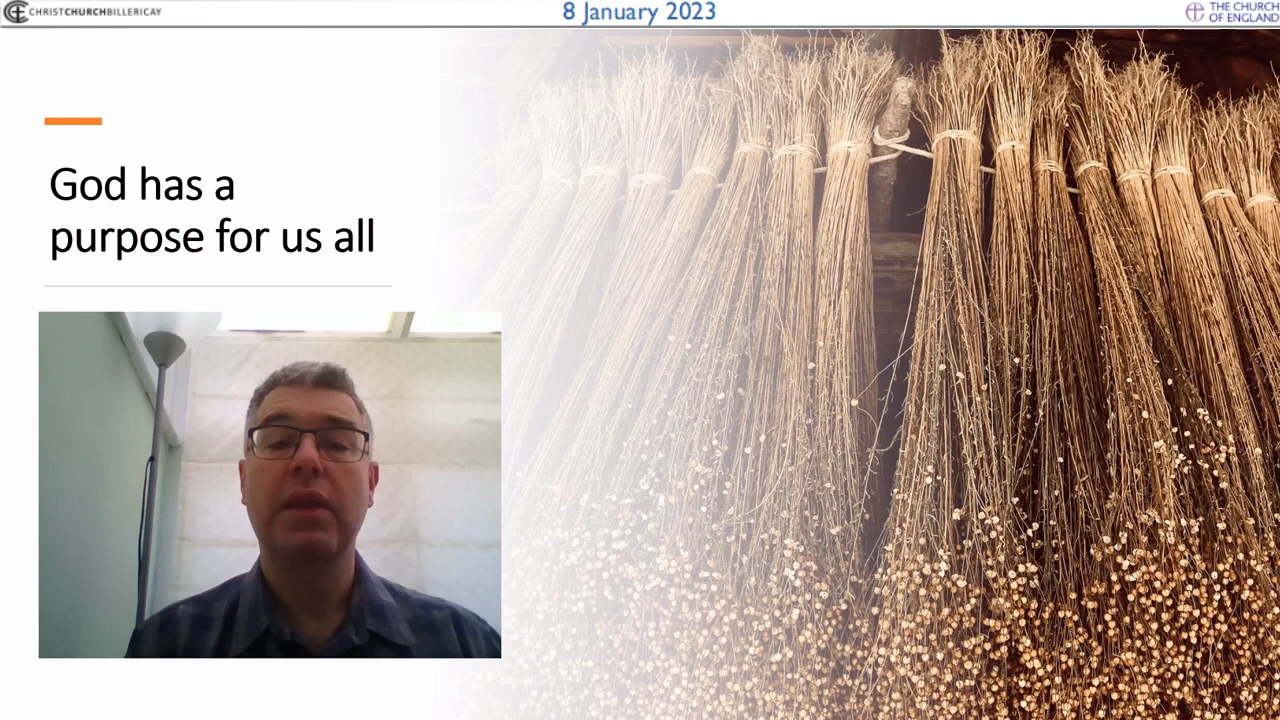 CHRISTCHURCHBILLERICAY
8 January 2023
THE CHURCH
OF ENGLAND
God has a
purpose for us all